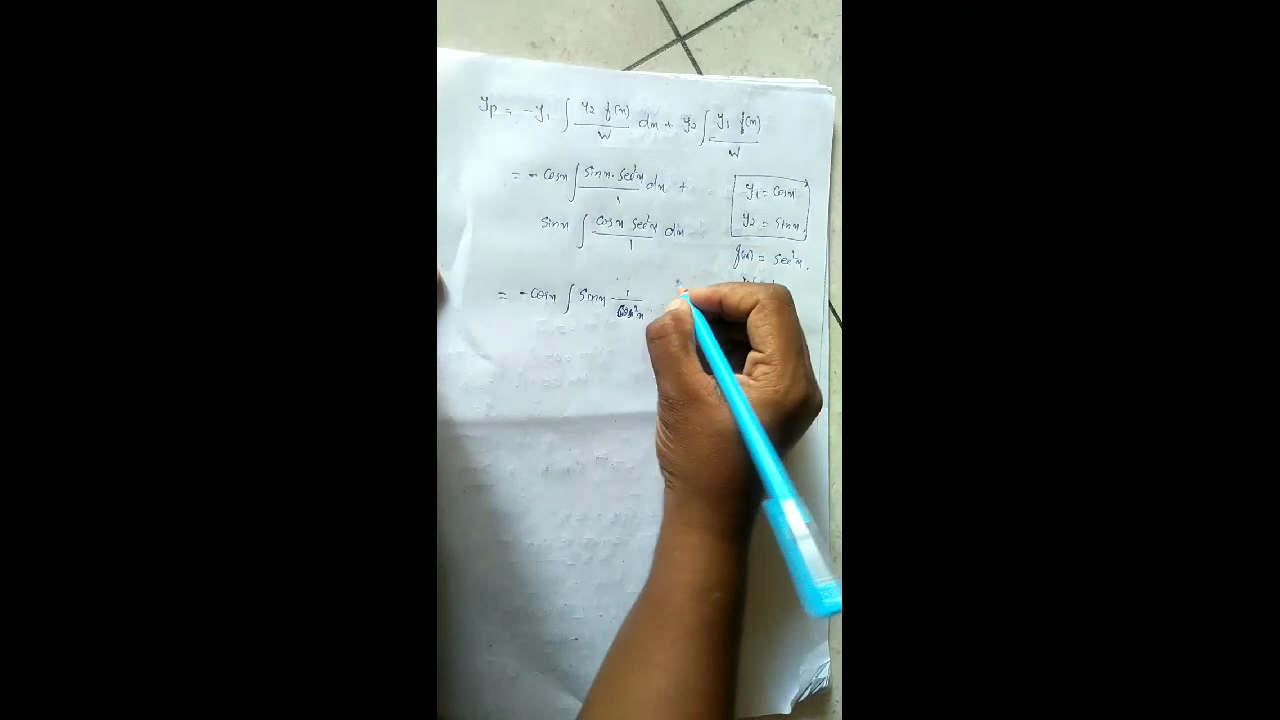 yp = -y1 ∫ y2 f(x)/W dx + y2 ∫ y1 f(x)/W
= -cosx ∫ sinx·sec²x/1 dx +
sinx ∫ cosx sec²x/1 dx
y1 = cosx
y2 = sinx
f(x) = sec²x.
= -cosx ∫ sinx · 1/cos²x